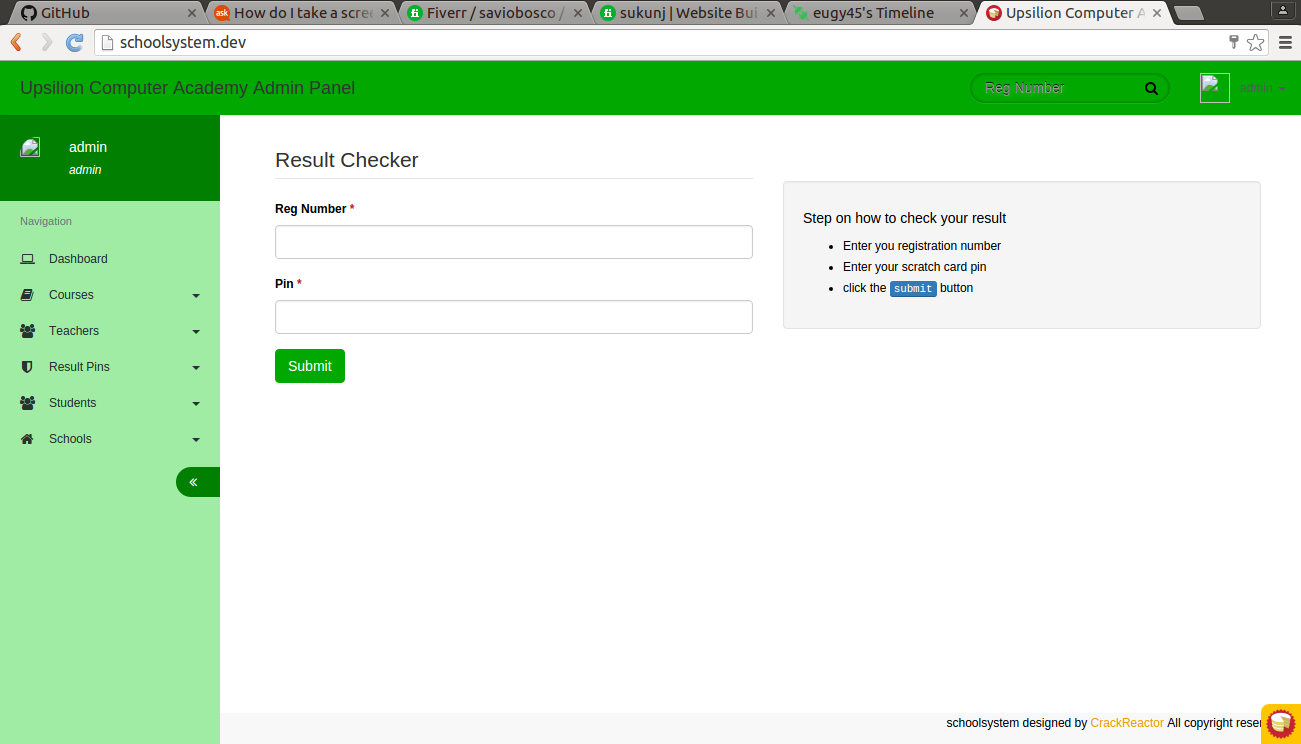 GitHub
How do I take a scree
Fiverr / saviobosco /
sukunj | Website Bui
eugy45's Timeline
Upsilion Computer A
schoolsystem.dev
Upsilion Computer Academy Admin Panel
Reg Number
admin
admin
admin
Navigation
Dashboard
Courses
Teachers
Result Pins
Students
Schools
Result Checker
Reg Number *
Pin *
Submit
Step on how to check your result
Enter you registration number
Enter your scratch card pin
click the submit button
schoolsystem designed by CrackReactor All copyright reser